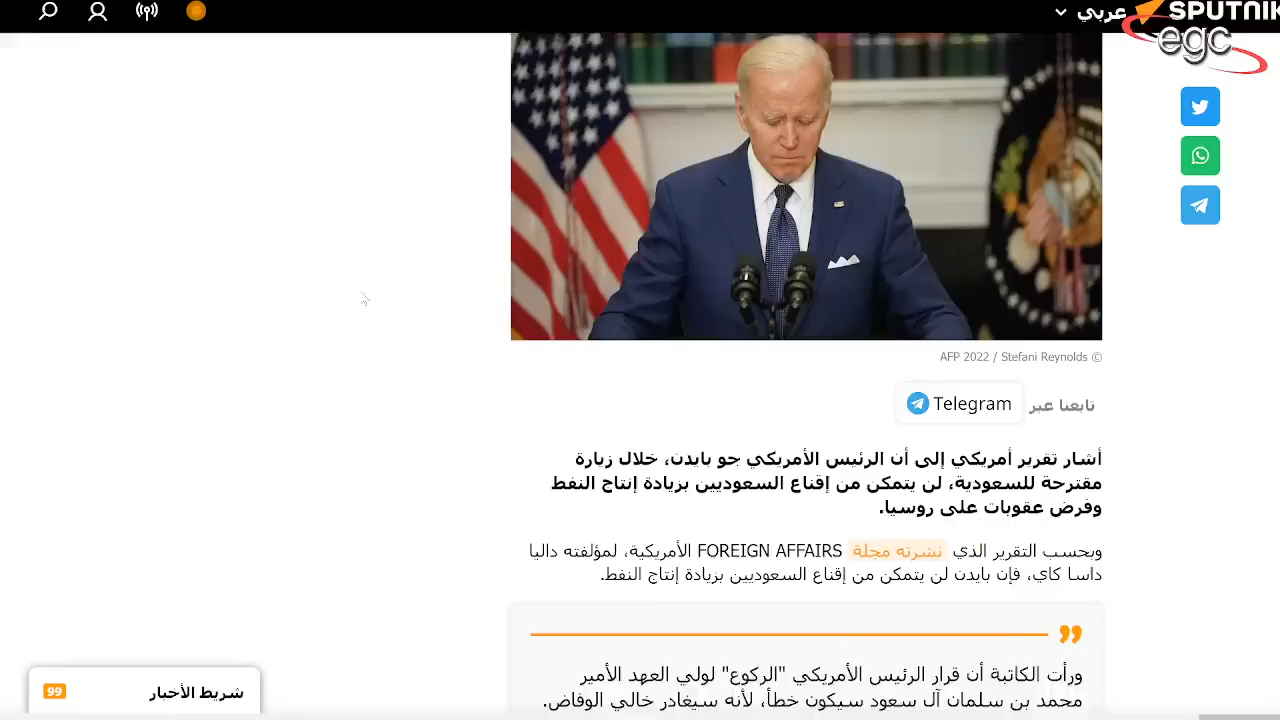 عربي
SPUTNIK
egc
AFP 2022 / Stefani Reynolds ©
تابعنا عبر Telegram
أشار تقرير أمريكي إلى أن الرئيس الأمريكي جو بايدن، خلال زيارة
مقترحة للسعودية، لن يتمكن من إقناع السعوديين بزيادة إنتاج النفط
وفرض عقوبات على روسيا.
وبحسب التقرير الذي نشرته مجلة FOREIGN AFFAIRS الأمريكية، لمؤلفته داليا
داسا كاي، فإن بايدن لن يتمكن من إقناع السعوديين بزيادة إنتاج النفط.
ورأت الكاتبة أن قرار الرئيس الأمريكي "الركوع" لولي العهد الأمير
محمد بن سلمان آل سعود سيكون خطأ، لأنه سيغادر خالي الوفاض.
شريط الأخبار
99